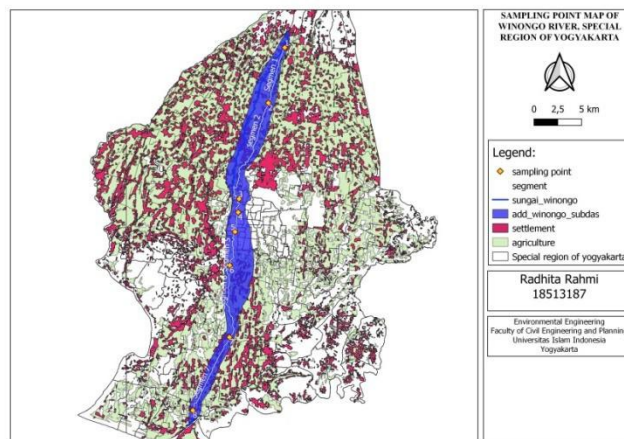 SAMPLING POINT MAP OF
WINONGO RIVER, SPECIAL
REGION OF YOGYAKARTA
0 2,5 5 km
Legend:
sampling point
segment
sungai_winongo
add_winongo_subdas
settlement
agriculture
Special region of yogyakarta
Radhita Rahmi
18513187
Environmental Engineering
Faculty of Civil Engineering and Planning
Universitas Islam Indonesia
Yogyakarta
Segmen 1
Segmen 2